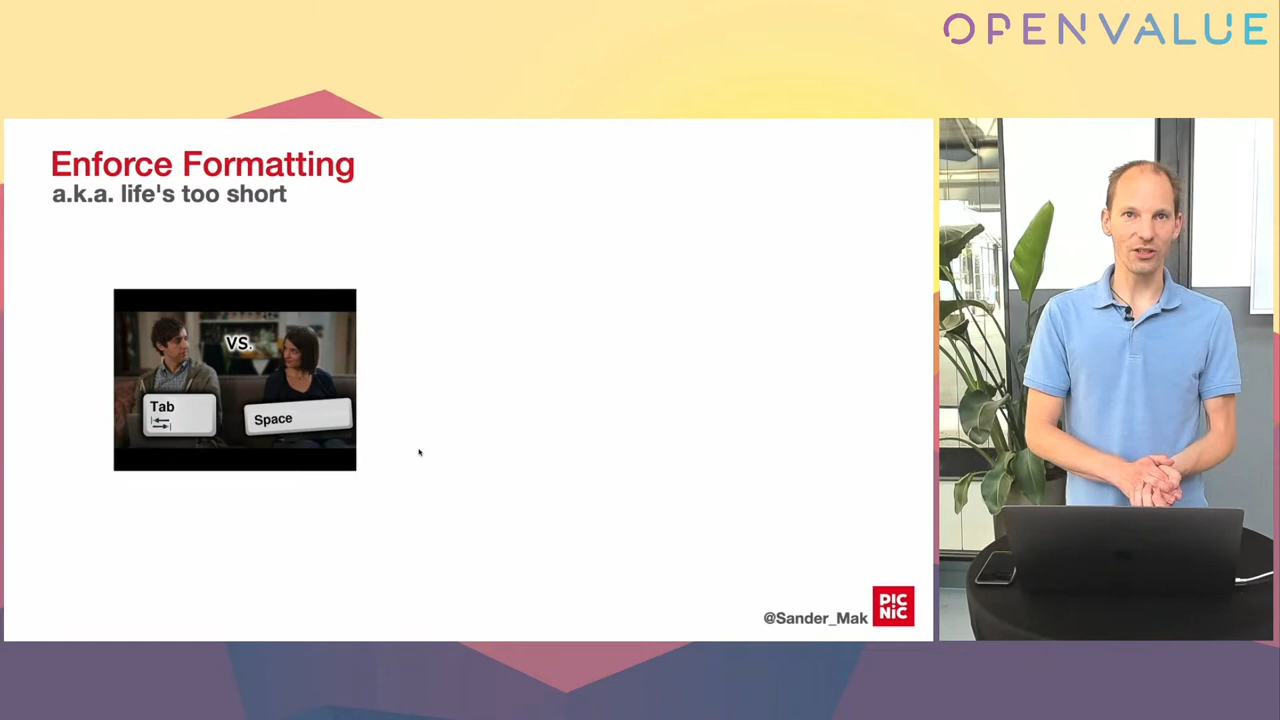 OPENVALUE
Enforce Formatting
a.k.a. life's too short
VS.
Tab
Space
@Sander_Mak
PIC
NIC